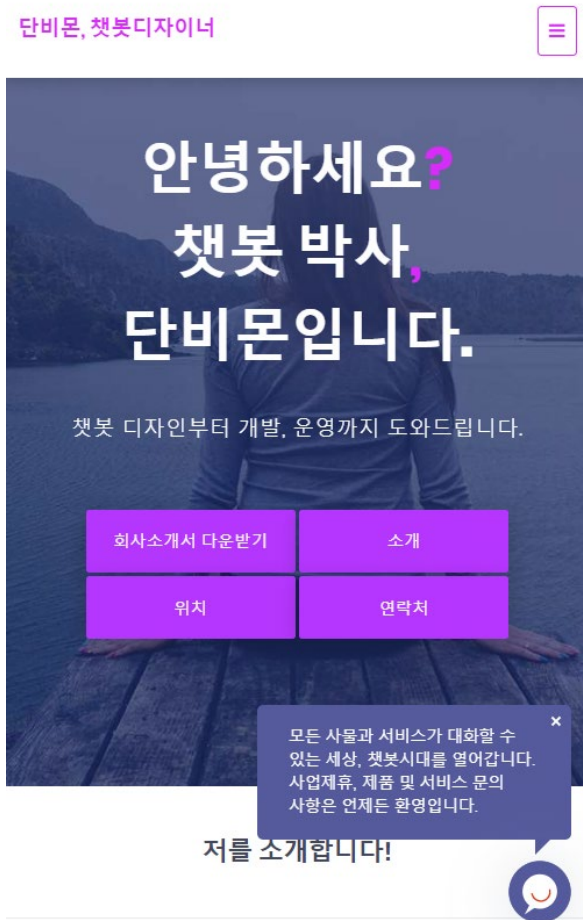 단비몬, 챗봇디자이너
안녕하세요?
챗봇 박사,
단비몬입니다.
챗봇 디자인부터 개발, 운영까지 도와드립니다.
회사소개서 다운받기
소개
위치
연락처
모든 사물과 서비스가 대화할 수
있는 세상, 챗봇시대를 열어갑니다.
사업제휴, 제품 및 서비스 문의
사항은 언제든 환영입니다.
저를 소개합니다!